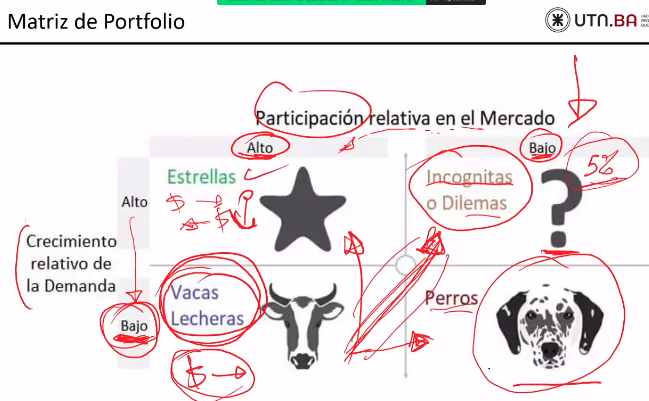 Matriz de Portfolio
UTN.BA
Participación relativa en el Mercado
Alto
Bajo
Estrellas
Incognitas
o Dilemas
5%
Alto
$ $
$
Crecimiento
relativo de
la Demanda
Bajo
Vacas
Lecheras
Perros
$